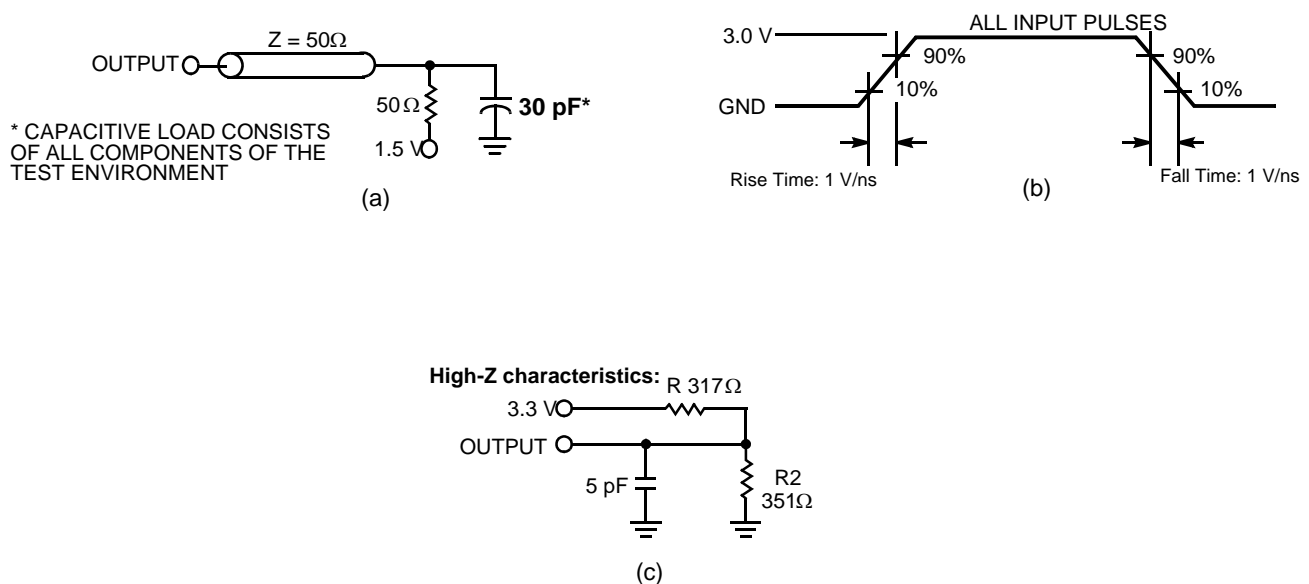 Z = 50Ω
OUTPUT
50Ω
30 pF*
1.5 V
* CAPACITIVE LOAD CONSISTS
OF ALL COMPONENTS OF THE
TEST ENVIRONMENT
(a)
ALL INPUT PULSES
3.0 V
90%
10%
GND
90%
10%
Rise Time: 1 V/ns
Fall Time: 1 V/ns
(b)
High-Z characteristics:
R 317Ω
3.3 V
OUTPUT
5 pF
R2
351Ω
(c)